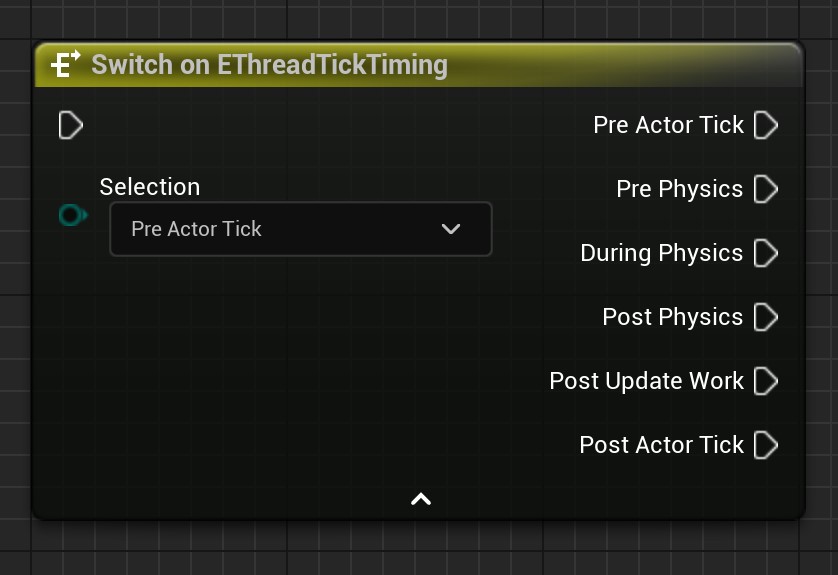 Switch on EThreadTickTiming
Pre Actor Tick
Selection
Pre Physics
Pre Actor Tick
During Physics
Post Physics
Post Update Work
Post Actor Tick